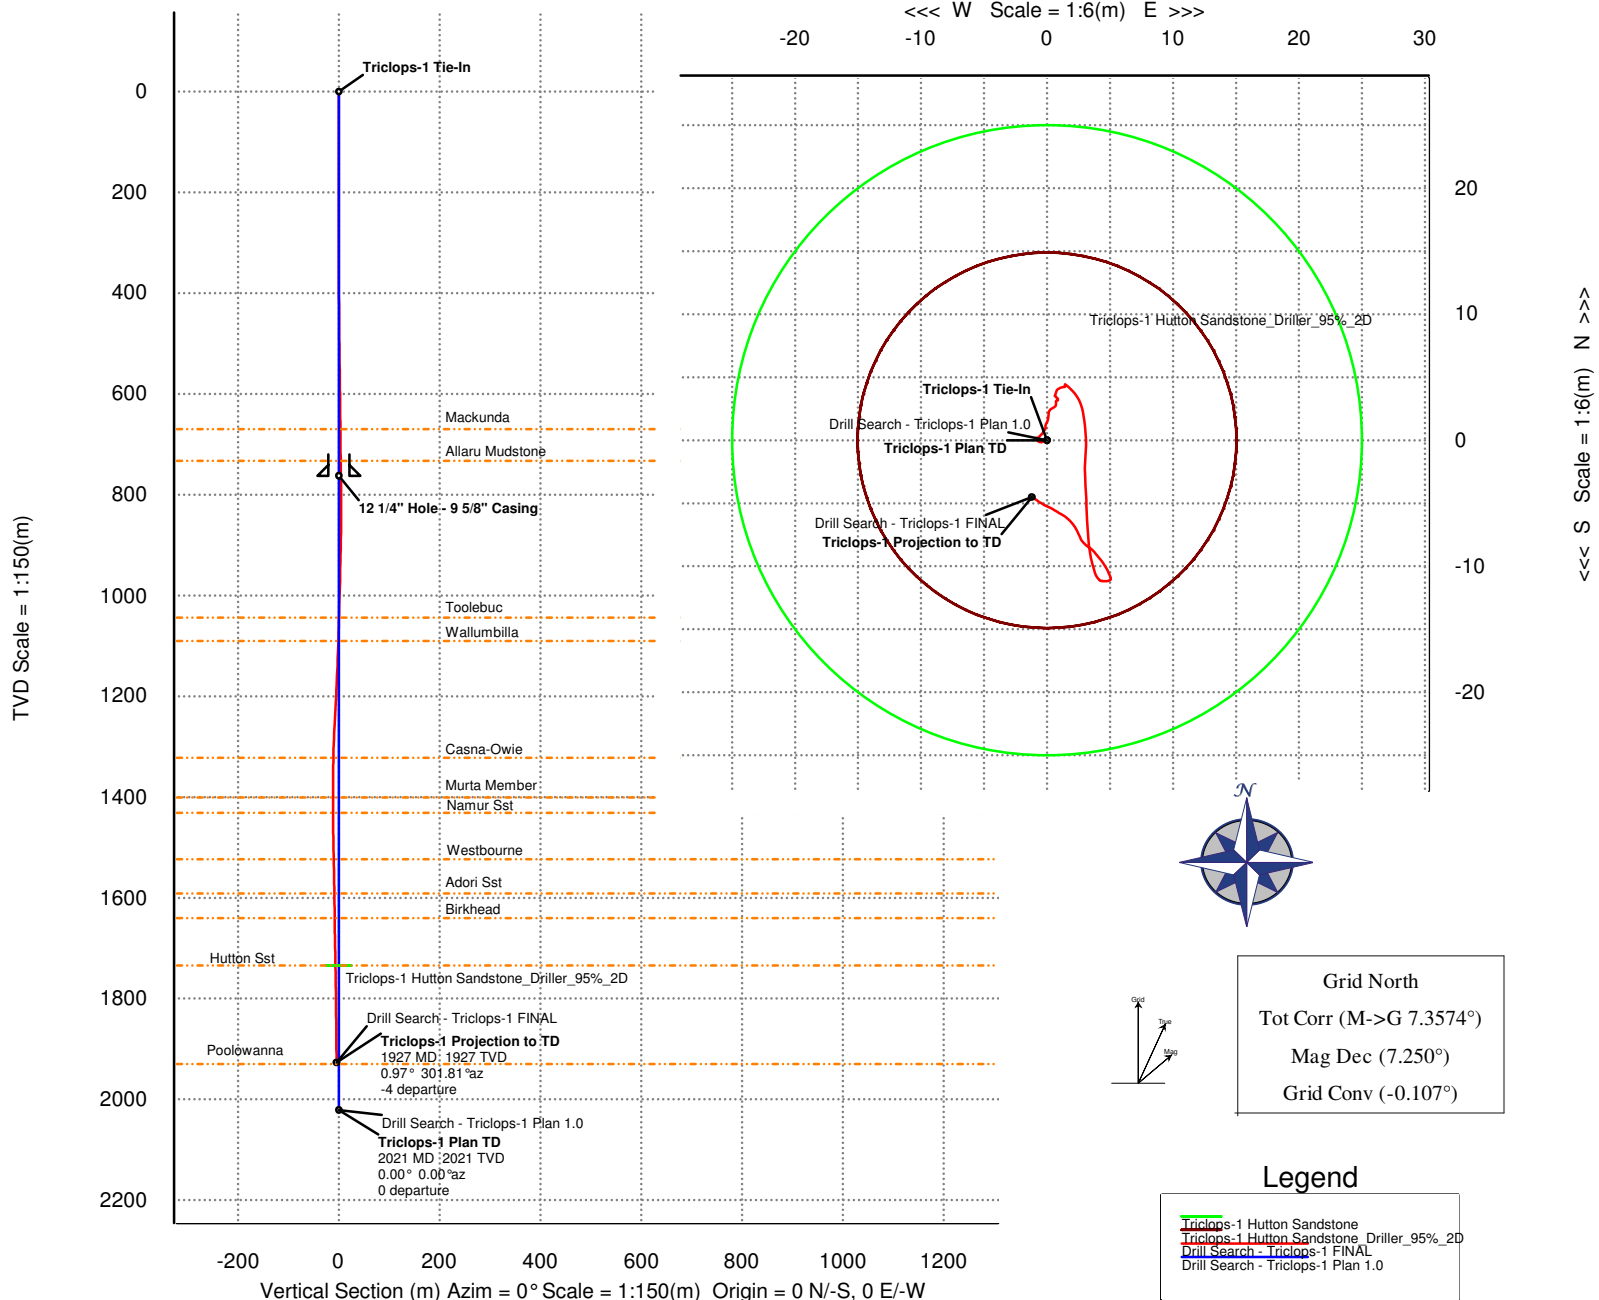 <<< W Scale = 1:6(m) E >>>
-20 -10 0 10 20 30
Triclops-1 Tie-In
0
200
400
600
800
1000
1200
1400
1600
1800
2000
2200
TVD Scale = 1:150(m)
Mackunda
Allaru Mudstone
12 1/4" Hole - 9 5/8" Casing
Toolebuc
Wallumbilla
Casna-Owie
Murta Member
Namur Sst
Westbourne
Adori Sst
Birkhead
Hutton Sst
Triclops-1 Hutton Sandstone_Driller_95%_2D
Drill Search - Triclops-1 FINAL
Triclops-1 Projection to TD
1927 MD 1927 TVD
0.97° 301.81°az
-4 departure
Poolowanna
Drill Search - Triclops-1 Plan 1.0
Triclops-1 Plan TD
2021 MD 2021 TVD
0.00° 0.00°az
0 departure
-200 0 200 400 600 800 1000 1200
Vertical Section (m) Azim = 0° Scale = 1:150(m) Origin = 0 N/-S, 0 E/-W
20
10
0
-10
-20
<<< S Scale = 1:6(m) N >>>
Triclops-1 Hutton Sandstone_Driller_95%_2D
Triclops-1 Tie-In
Drill Search - Triclops-1 Plan 1.0
Triclops-1 Plan TD
Drill Search - Triclops-1 FINAL
Triclops-1 Projection to TD
N
Grid
True
Mag
Grid North
Tot Corr (M->G 7.3574°)
Mag Dec (7.250°)
Grid Conv (-0.107°)
Legend
Triclops-1 Hutton Sandstone
Triclops-1 Hutton Sandstone_Driller_95%_2D
Drill Search - Triclops-1 FINAL
Drill Search - Triclops-1 Plan 1.0